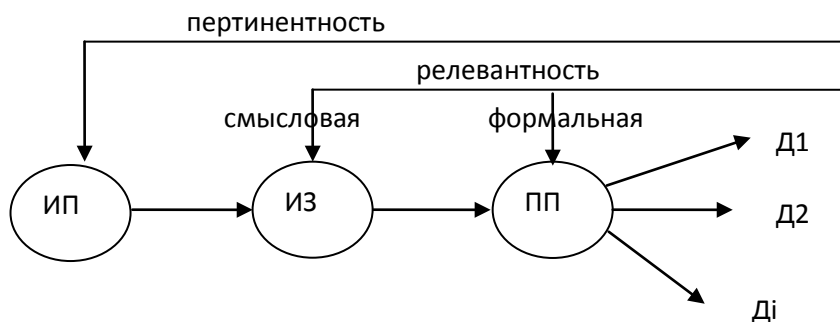 пертинентность
релевантность
смысловая формальная
Д1
ИП ИЗ ПП Д2
Дi